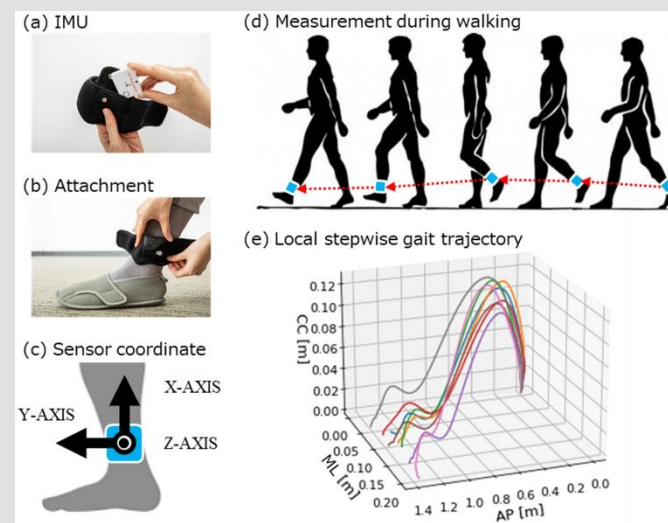 (a) IMU
(b) Attachment
(c) Sensor coordinate
X-AXIS
Y-AXIS
Z-AXIS
(d) Measurement during walking
(e) Local stepwise gait trajectory
CC [m]
0.12
0.10
0.08
0.06
0.04
0.02
0.00
ML [m]
0.00
0.05
0.10
0.15
0.20
1.4 1.2 1.0 0.8 0.6 0.4 0.2 0.0
AP [m]